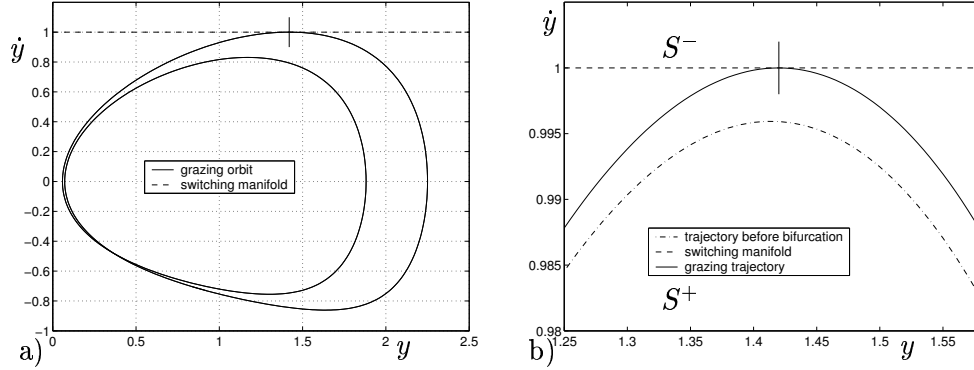 ẏ
1
0.8
0.6
0.4
0.2
0
-0.2
-0.4
-0.6
-0.8
-1
0 0.5 1 1.5 2 2.5
grazing orbit
switching manifold
a)
y
ẏ
S⁻
1
0.995
0.99
0.985
0.98
trajectory before bifurcation
switching manifold
grazing trajectory
S⁺
1.25 1.3 1.35 1.4 1.45 1.5 1.55
b)
y